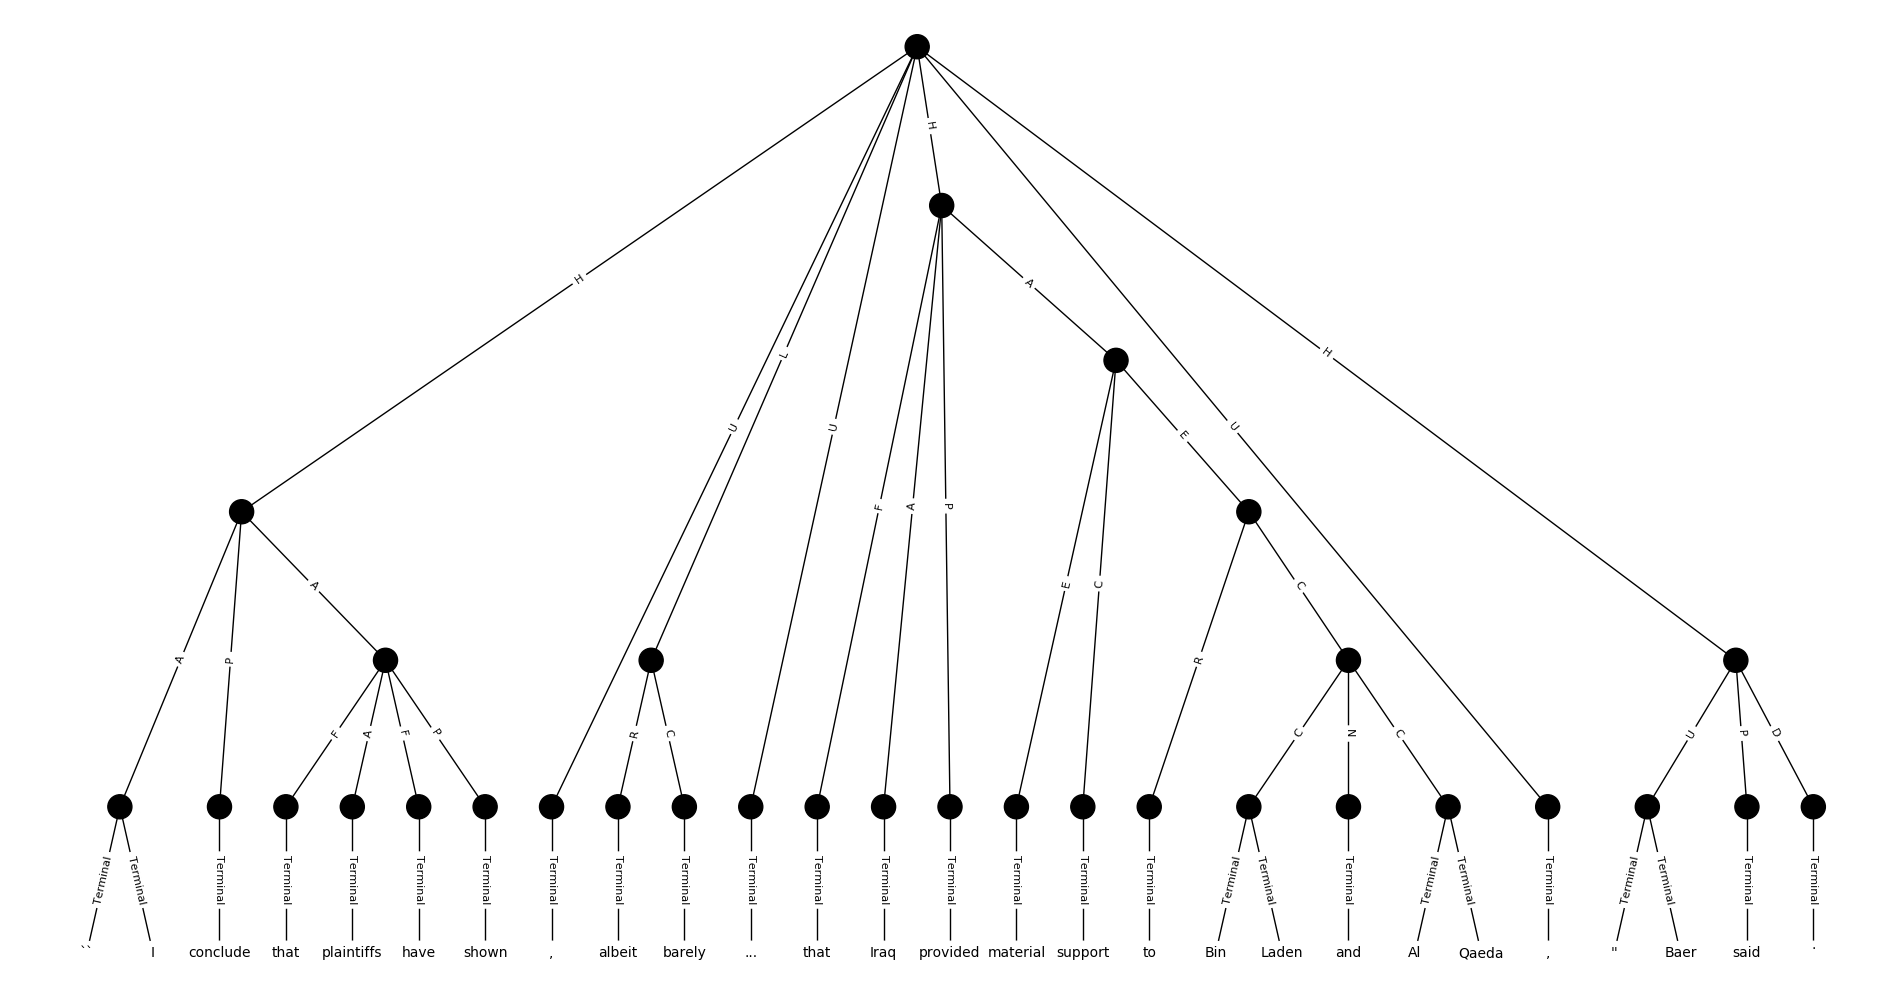 H
H
A
L
H
U
U
U
E
F
A
P
E
C
C
A
A
P
R
F
A
F
P
R
C
C
N
C
U
P
D
Terminal Terminal Terminal Terminal Terminal Terminal Terminal Terminal Terminal Terminal Terminal Terminal Terminal Terminal Terminal Terminal Terminal Terminal Terminal Terminal Terminal Terminal Terminal Terminal Terminal Terminal Terminal
`` I conclude that plaintiffs have shown , albeit barely ... that Iraq provided material support to Bin Laden and Al Qaeda , " Baer said .